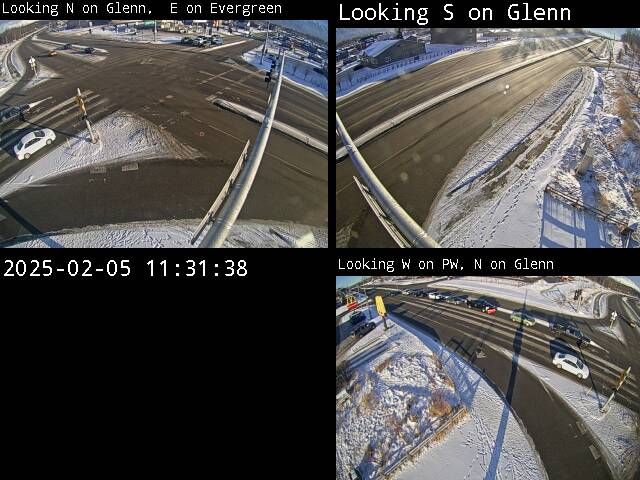 Looking N on Glenn, E on Evergreen
Looking S on Glenn
2025-02-05 11:31:38
Looking W on PW, N on Glenn